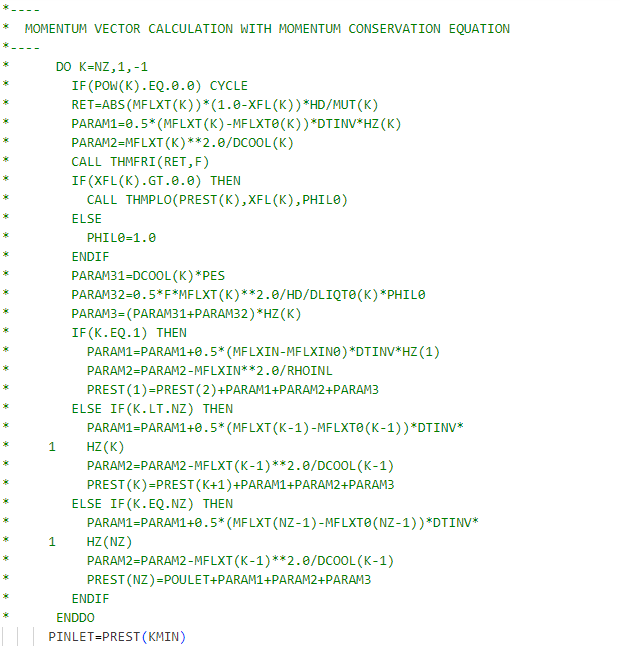 *----
*  MOMENTUM VECTOR CALCULATION WITH MOMENTUM CONSERVATION EQUATION
*----
*      DO K=NZ,1,-1
*        IF(POW(K).EQ.0.0) CYCLE
*        RET=ABS(MFLXT(K))*(1.0-XFL(K))*HD/MUT(K)
*        PARAM1=0.5*(MFLXT(K)-MFLXT0(K))*DTINV*HZ(K)
*        PARAM2=MFLXT(K)**2.0/DCOOL(K)
*        CALL THMFRI(RET,F)
*        IF(XFL(K).GT.0.0) THEN
*          CALL THMPLO(PREST(K),XFL(K),PHIL0)
*        ELSE
*          PHIL0=1.0
*        ENDIF
*        PARAM31=DCOOL(K)*PES
*        PARAM32=0.5*F*MFLXT(K)**2.0/HD/DLIQT0(K)*PHIL0
*        PARAM3=(PARAM31+PARAM32)*HZ(K)
*        IF(K.EQ.1) THEN
*          PARAM1=PARAM1+0.5*(MFLXIN-MFLXIN0)*DTINV*HZ(1)
*          PARAM2=PARAM2-MFLXIN**2.0/RHOINL
*          PREST(1)=PREST(2)+PARAM1+PARAM2+PARAM3
*        ELSE IF(K.LT.NZ) THEN
*          PARAM1=PARAM1+0.5*(MFLXT(K-1)-MFLXT0(K-1))*DTINV*
*     1    HZ(K)
*          PARAM2=PARAM2-MFLXT(K-1)**2.0/DCOOL(K-1)
*          PREST(K)=PREST(K+1)+PARAM1+PARAM2+PARAM3
*        ELSE IF(K.EQ.NZ) THEN
*          PARAM1=PARAM1+0.5*(MFLXT(NZ-1)-MFLXT0(NZ-1))*DTINV*
*     1    HZ(NZ)
*          PARAM2=PARAM2-MFLXT(K-1)**2.0/DCOOL(K-1)
*          PREST(NZ)=POULET+PARAM1+PARAM2+PARAM3
*        ENDIF
*      ENDDO
      PINLET=PREST(KMIN)